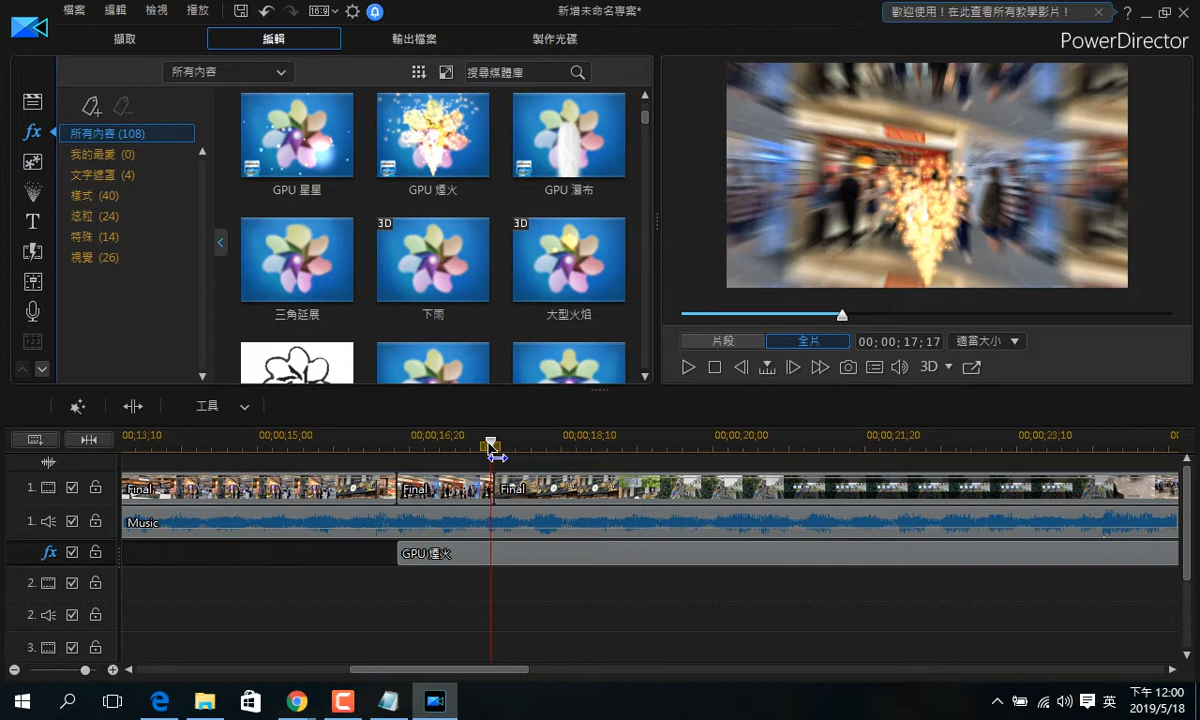 檔案 編輯 檢視 播放
16:9
新增未命名專案*
歡迎使用！在此查看所有教學影片！
擷取 編輯 輸出檔案 製作光碟
PowerDirector
所有內容 搜尋媒體庫
fx
所有內容 (108)
我的最愛 (0)
文字遮罩 (4)
樣式 (40)
炫粒 (24)
特殊 (14)
視覺 (26)
T
GPU 星星 GPU 煙火 GPU 瀑布
3D 3D
三角延展 下雨 大型火焰
片段 全片 00;00;17;17 適當大小
3D
工具
00;13;10 00;00;15;00 00;00;16;20 00;00;18;10 00;00;20;00 00;00;21;20 00;00;23;10
1. Final Final Final
1. Music
fx GPU 煙火
2.
2.
3.
英
下午 12:00
2019/5/18